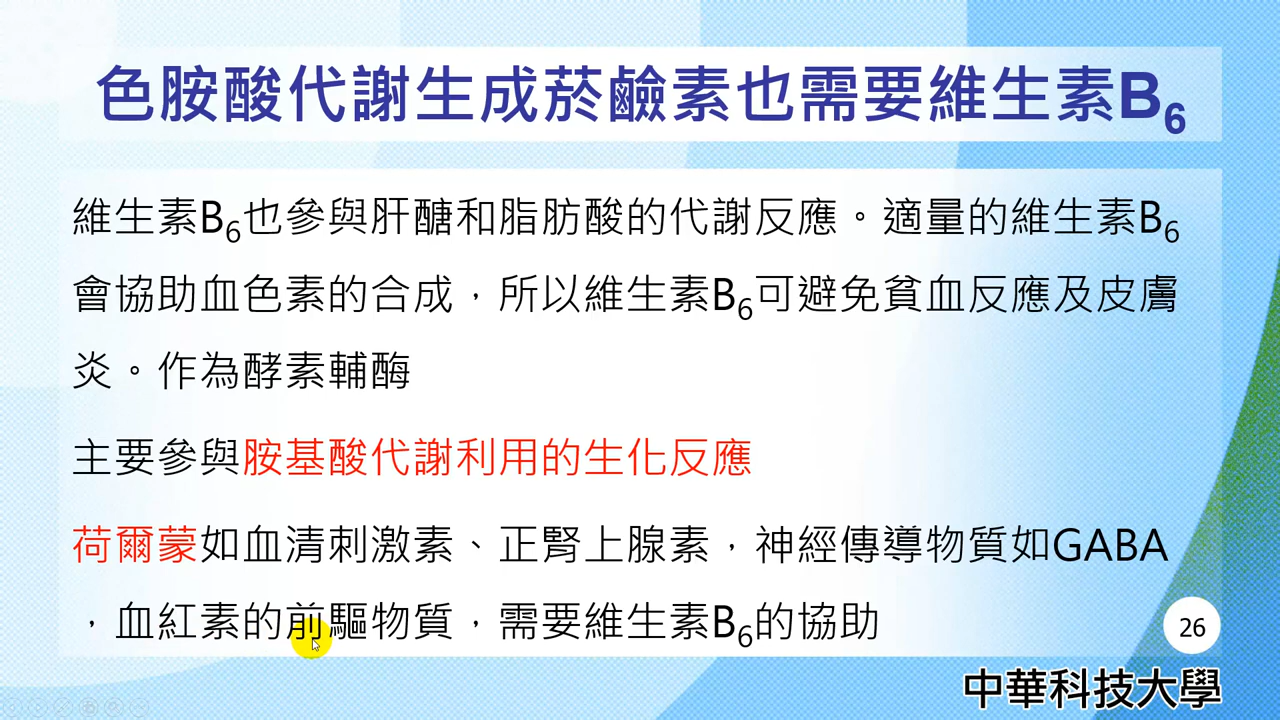 色胺酸代謝生成菸鹼素也需要維生素B₆
維生素B₆也參與肝醣和脂肪酸的代謝反應。適量的維生素B₆
會協助血色素的合成，所以維生素B₆可避免貧血反應及皮膚
炎。作為酵素輔酶
主要參與胺基酸代謝利用的生化反應
荷爾蒙如血清刺激素、正腎上腺素，神經傳導物質如GABA
，血紅素的前驅物質，需要維生素B₆的協助
26
中華科技大學